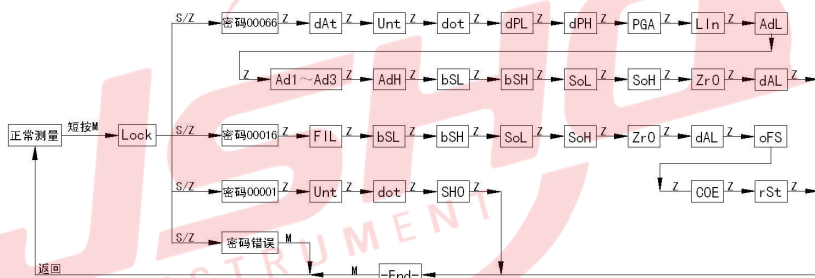 S/Z 密码00066 Z dAt Z Unt Z dot Z dPL Z dPH Z PGA Z LIn Z AdL
Z Ad1～Ad3 Z AdH Z bSL Z bSH Z SoL Z SoH Z Zr0 Z dAL Z
正常测量 短按M Lock S/Z 密码00016 Z FIL Z bSL Z bSH Z SoL Z SoH Z Zr0 Z dAL Z oFS
Z COE Z rSt Z
S/Z 密码00001 Z Unt Z dot Z SHO Z
S/Z 密码错误 M
返回 M -End-
JSHQ
INSTRUMENT